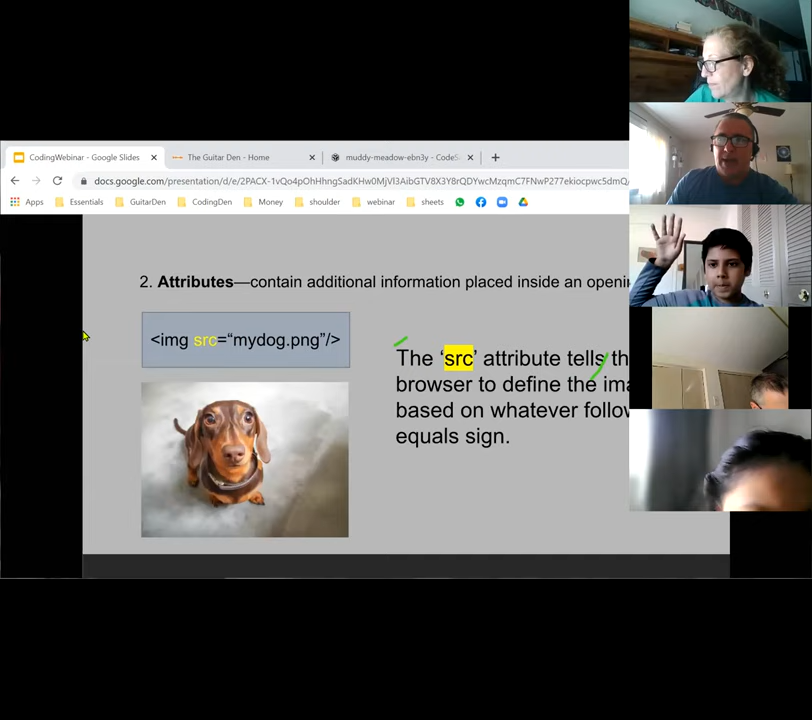 CodingWebinar - Google Slides
The Guitar Den - Home
muddy-meadow-ebn3y - CodeS
docs.google.com/presentation/d/e/
Apps Essentials GuitarDen CodingDen Money shoulder webinar sheets
2. Attributes—contain additional information placed inside an openi
<img src=“mydog.png”/>
The ‘src’ attribute tells th
browser to define the ima
based on whatever follow
equals sign.